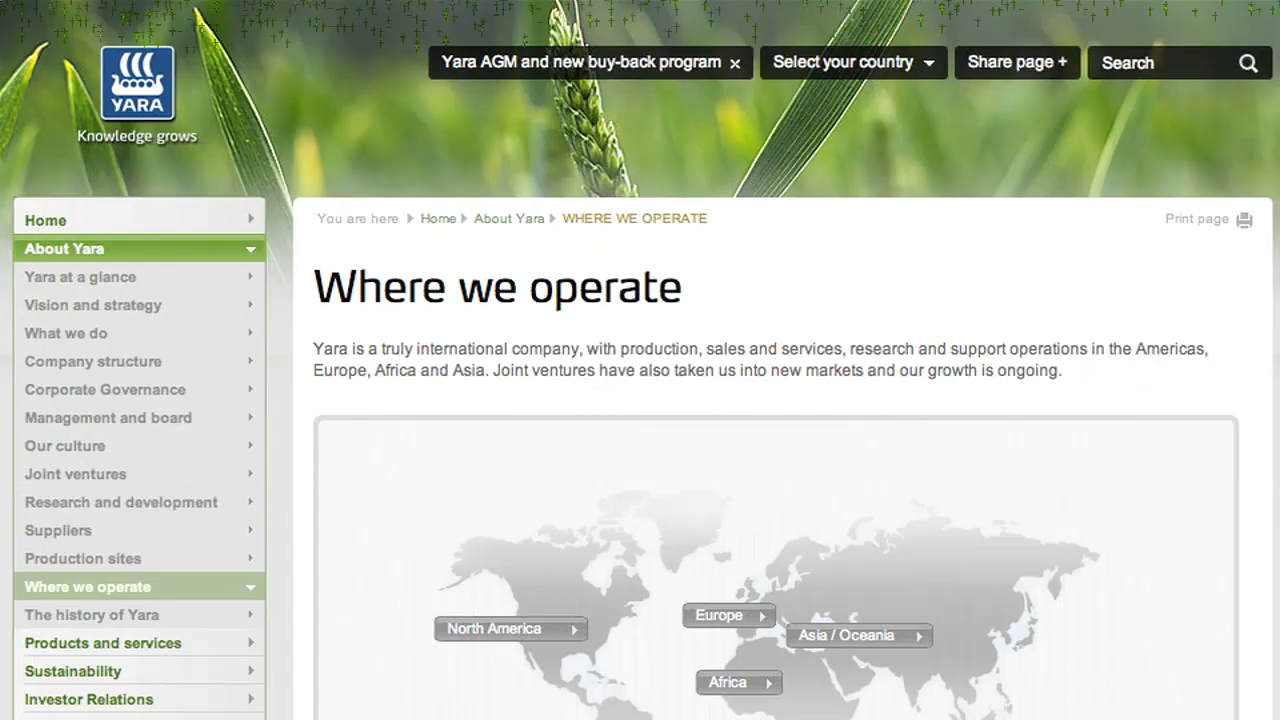 YARA
Knowledge grows
Yara AGM and new buy-back program x
Select your country
Share page +
Search
Home
About Yara
Yara at a glance
Vision and strategy
What we do
Company structure
Corporate Governance
Management and board
Our culture
Joint ventures
Research and development
Suppliers
Production sites
Where we operate
The history of Yara
Products and services
Sustainability
Investor Relations
You are here Home About Yara WHERE WE OPERATE
Print page
Where we operate
Yara is a truly international company, with production, sales and services, research and support operations in the Americas,
Europe, Africa and Asia. Joint ventures have also taken us into new markets and our growth is ongoing.
North America
Europe
Asia / Oceania
Africa